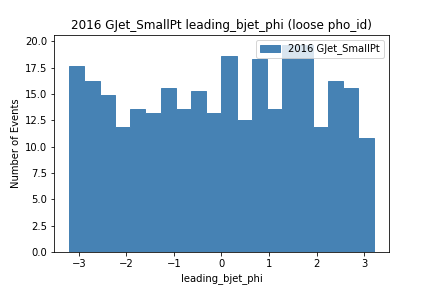 2016 GJet_SmallPt leading_bjet_phi (loose pho_id)
2016 GJet_SmallPt
20.0
17.5
15.0
12.5
10.0
7.5
5.0
2.5
0.0
Number of Events
−3 −2 −1 0 1 2 3
leading_bjet_phi